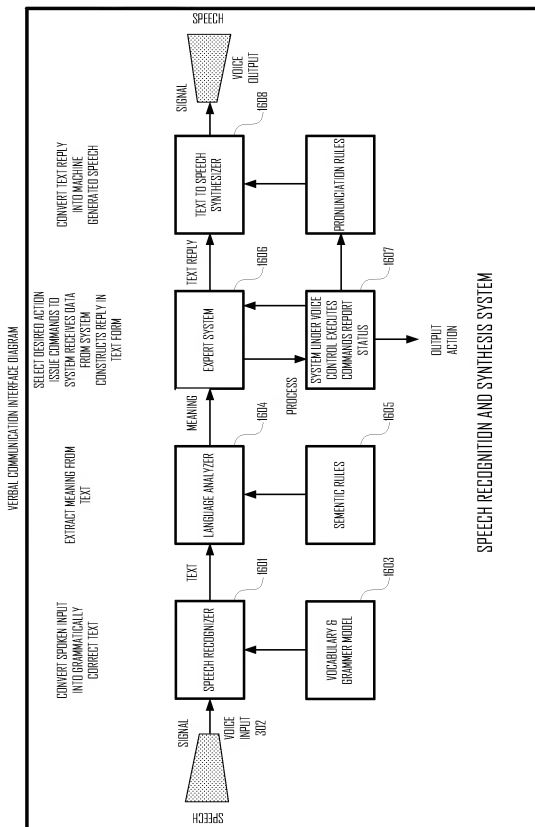 VERBAL COMMUNICATION INTERFACE DIAGRAM
CONVERT SPOKEN INPUT
INTO GRAMMATICALLY
CORRECT TEXT
EXTRACT MEANING FROM
TEXT
SELECT DESIRED ACTION
ISSUE COMMANDS TO
SYSTEM RECEIVES DATA
FROM SYSTEM
CONSTRUCTS REPLY IN
TEXT FORM
CONVERT TEXT REPLY
INTO MACHINE
GENERATED SPEECH
SPEECH
SIGNAL
VOICE
INPUT
302
SPEECH RECOGNIZER
1601
TEXT
LANGUAGE ANALYZER
1604
MEANING
EXPERT SYSTEM
1606
TEXT REPLY
TEXT TO SPEECH
SYNTHESIZER
1608
SIGNAL
VOICE
OUTPUT
SPEECH
VOCABULARY &
GRAMMER MODEL
1603
SEMENTIC RULES
1605
PROCESS
SYSTEM UNDER VOICE
CONTROL EXECUTES
COMMANDS REPORT
STATUS
1607
PRONUNCIATION RULES
OUTPUT
ACTION
SPEECH RECOGNITION AND SYNTHESIS SYSTEM